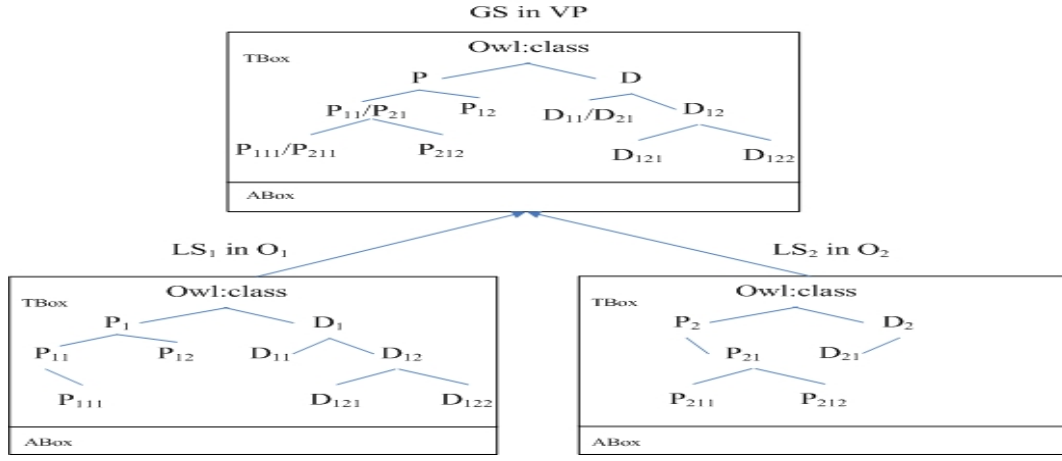 GS in VP
Owl:class
TBox
P D
P₁₁/P₂₁ P₁₂ D₁₁/D₂₁ D₁₂
P₁₁₁/P₂₁₁ P₂₁₂ D₁₂₁ D₁₂₂
ABox
LS₁ in O₁
Owl:class
TBox
P₁ D₁
P₁₁ P₁₂ D₁₁ D₁₂
P₁₁₁ D₁₂₁ D₁₂₂
ABox
LS₂ in O₂
Owl:class
TBox
P₂ D₂
P₂₁ D₂₁
P₂₁₁ P₂₁₂
ABox